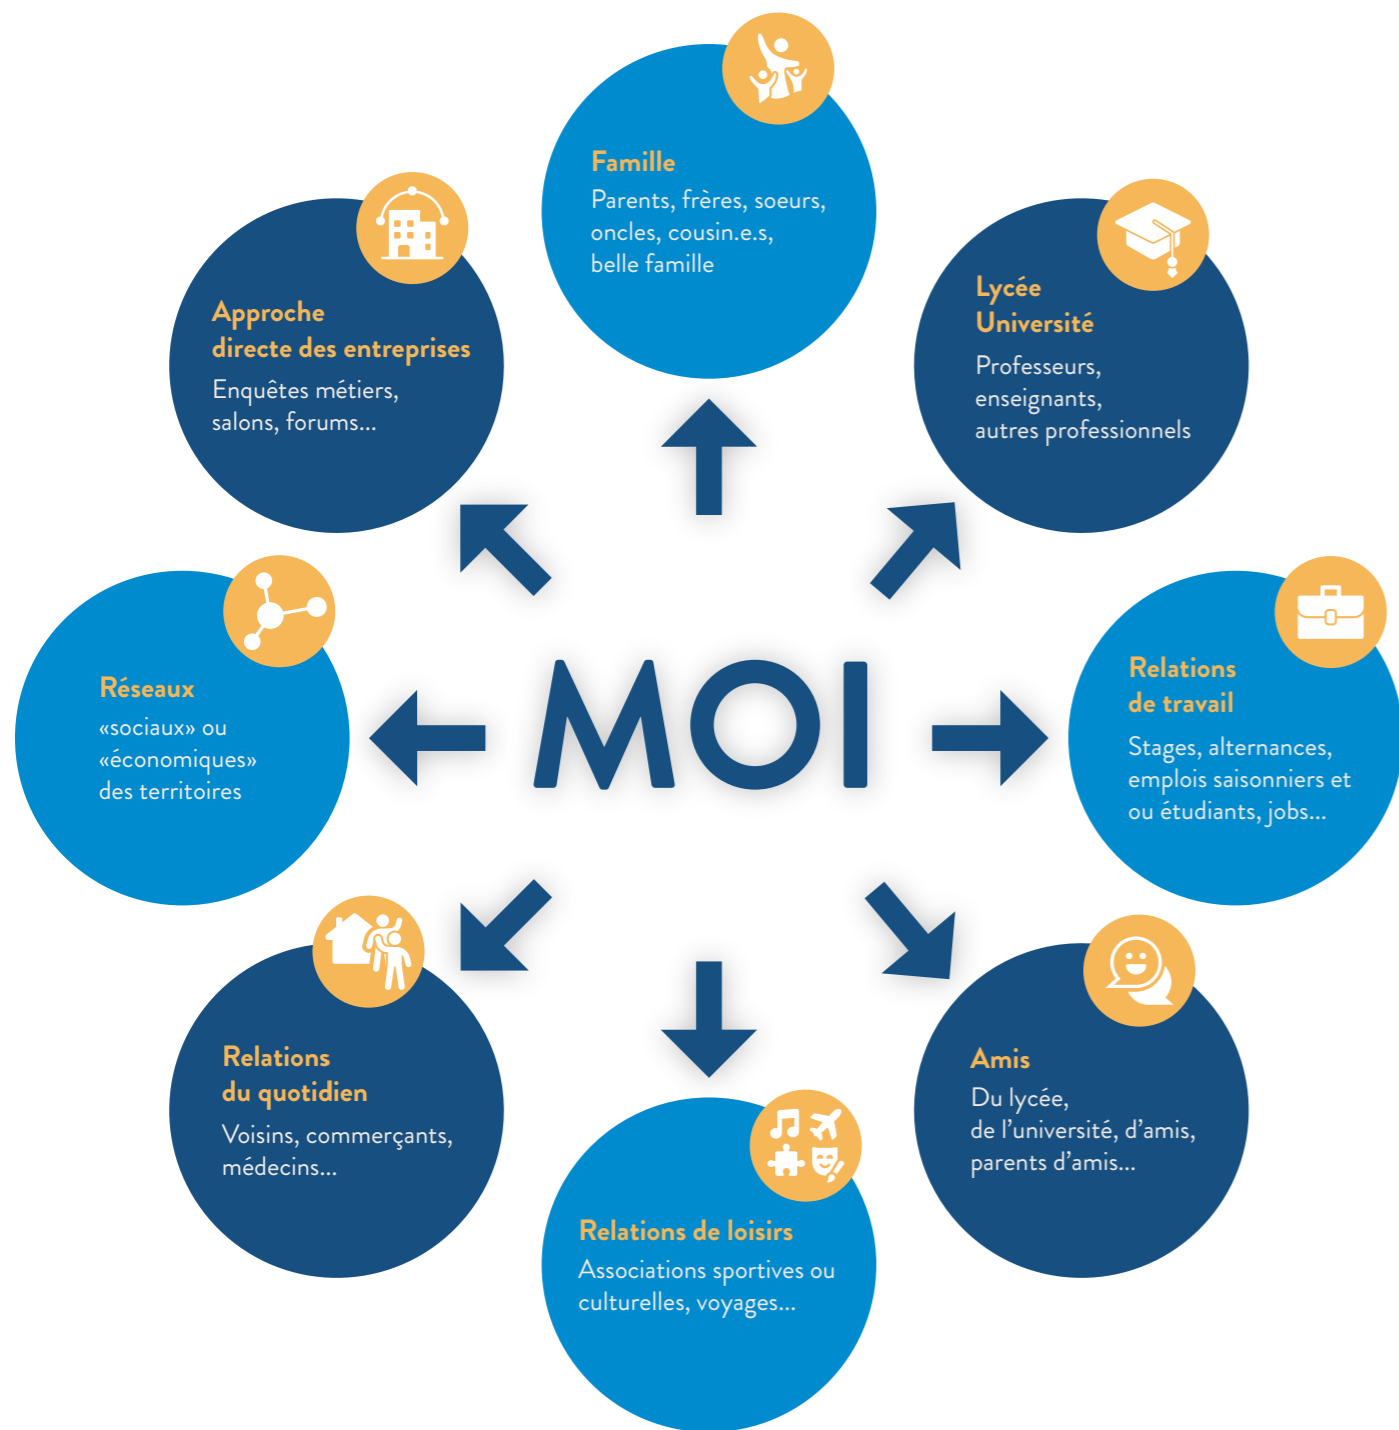 Famille
Parents, frères, soeurs,
oncles, cousin.e.s,
belle famille
Approche
directe des entreprises
Enquêtes métiers,
salons, forums...
Lycée
Université
Professeurs,
enseignants,
autres professionnels
Réseaux
«sociaux» ou
«économiques»
des territoires
MOI
Relations
de travail
Stages, alternances,
emplois saisonniers et
ou étudiants, jobs...
Relations
du quotidien
Voisins, commerçants,
médecins...
Amis
Du lycée,
de l'université, d'amis,
parents d'amis...
Relations de loisirs
Associations sportives ou
culturelles, voyages...